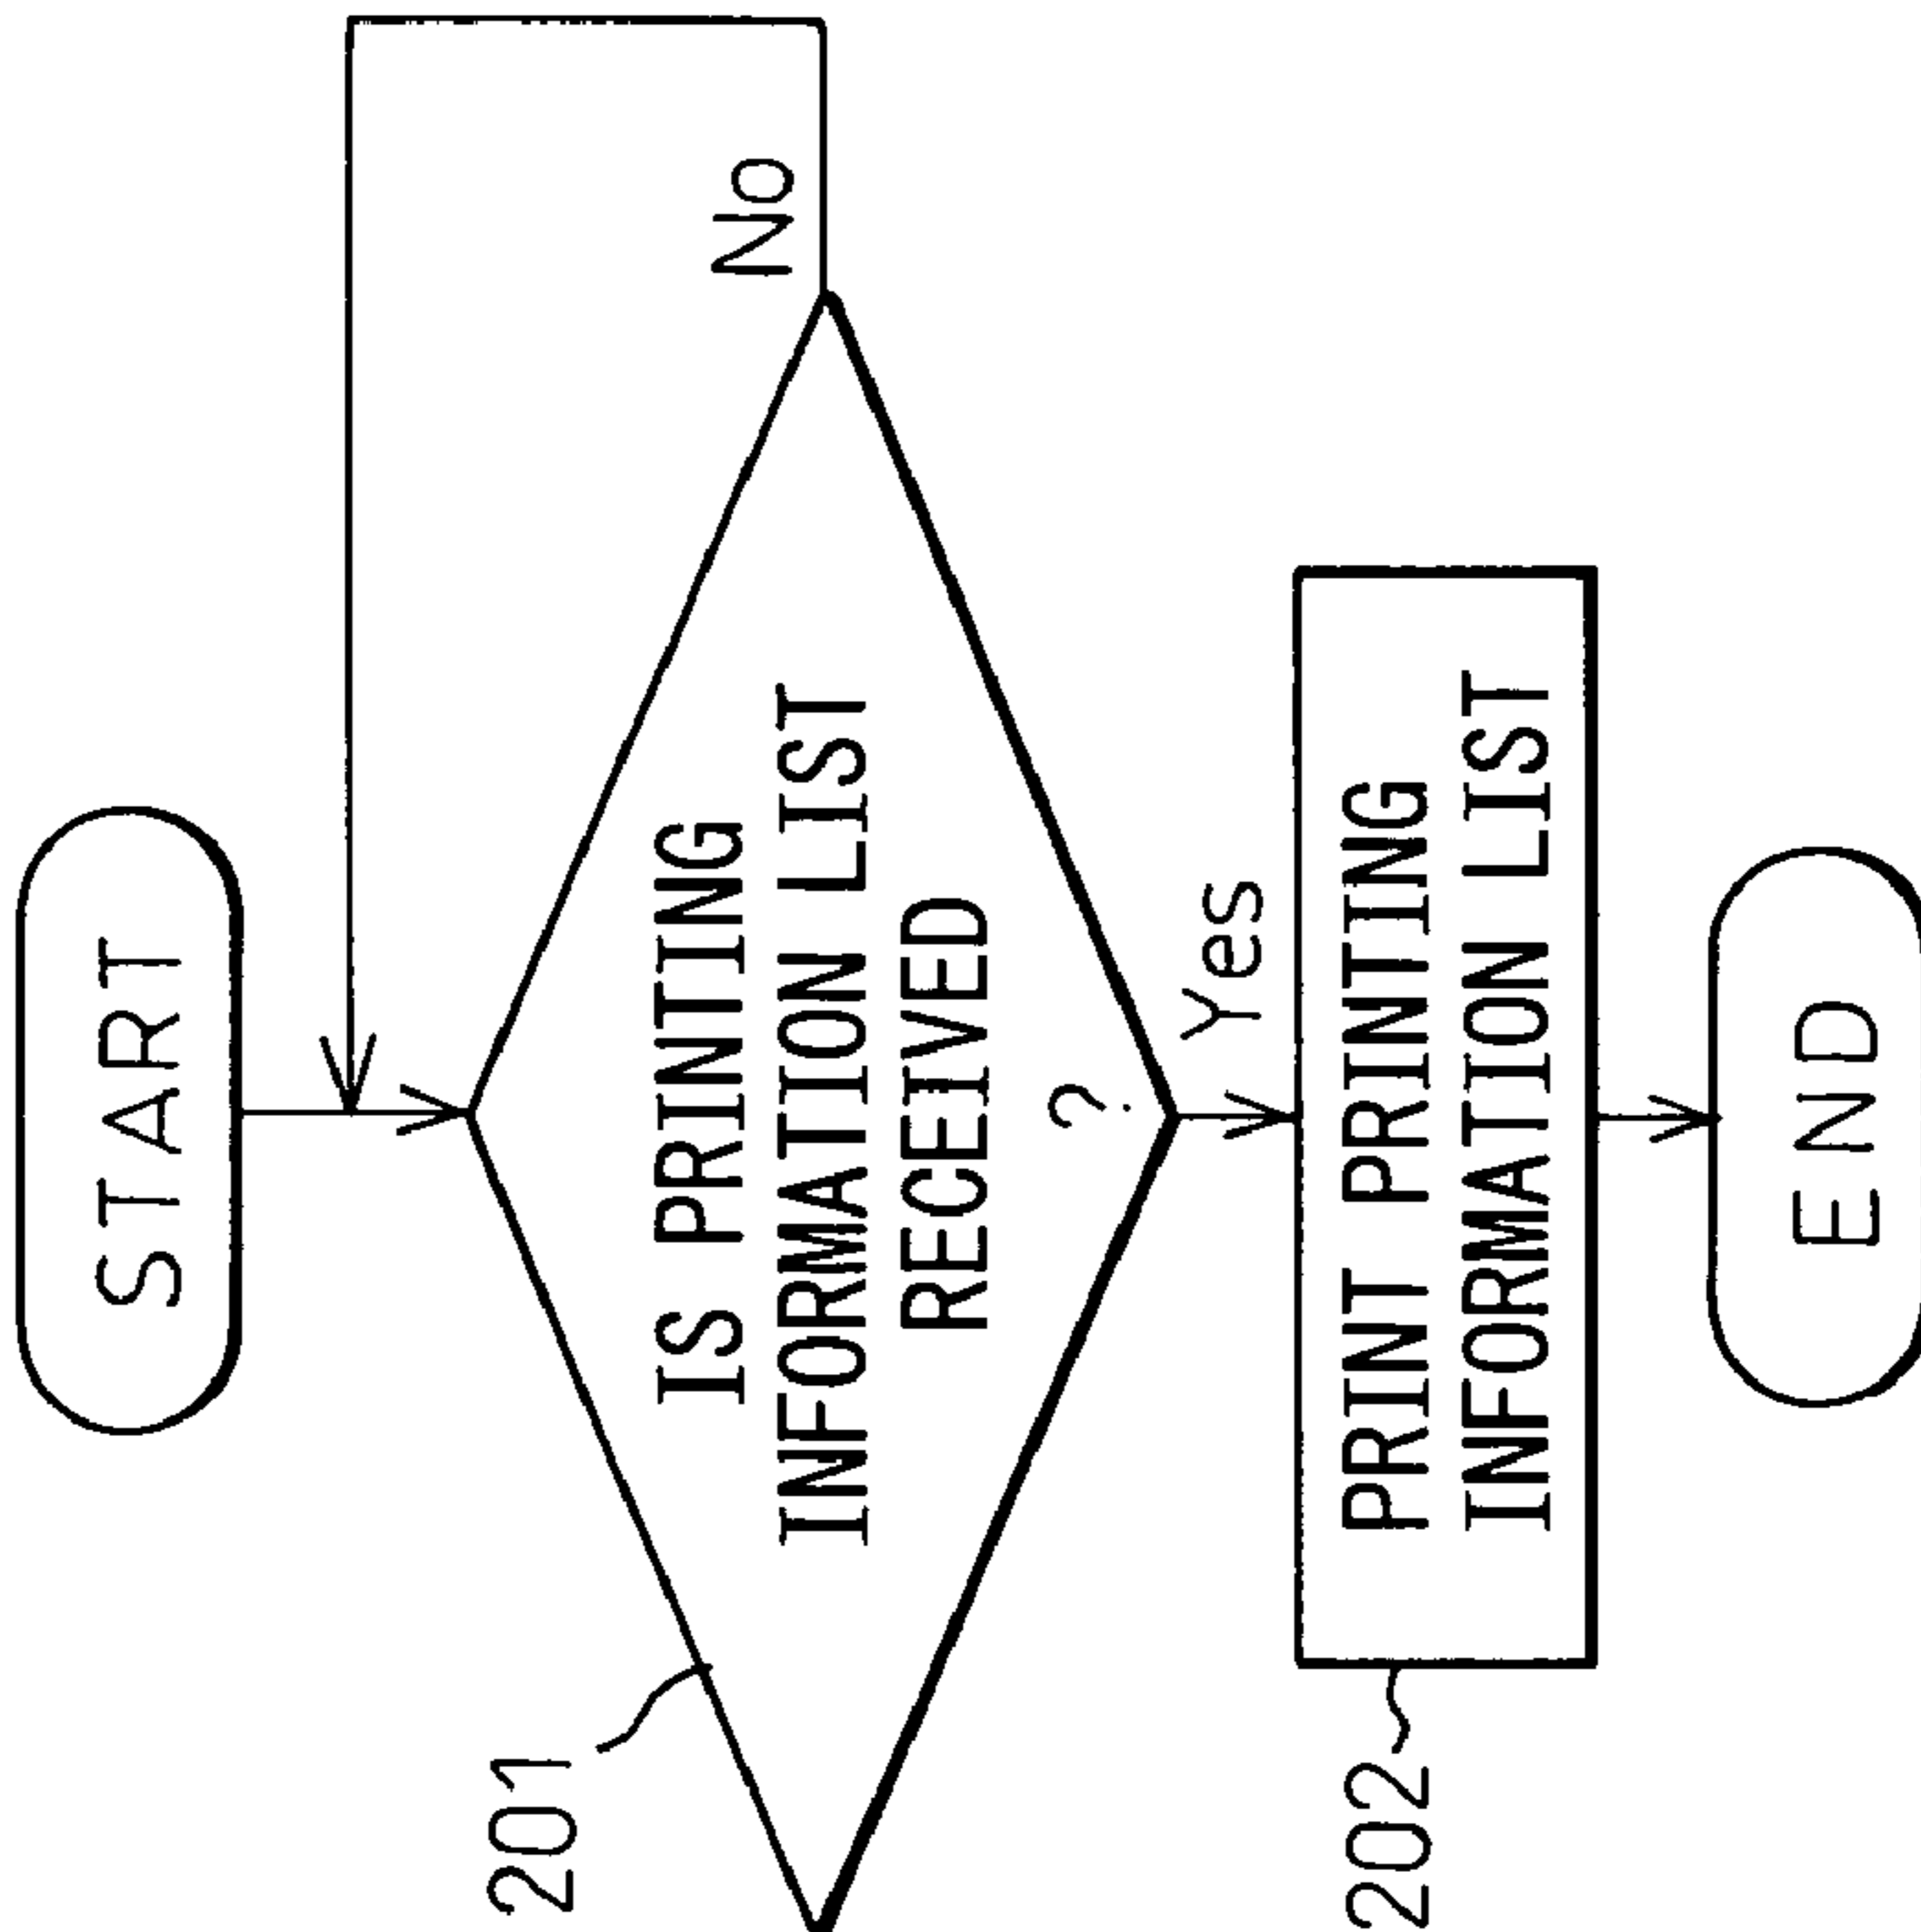 START
201
IS PRINTING
INFORMATION LIST
RECEIVED
?
No
Yes
202
PRINT PRINTING
INFORMATION LIST
END